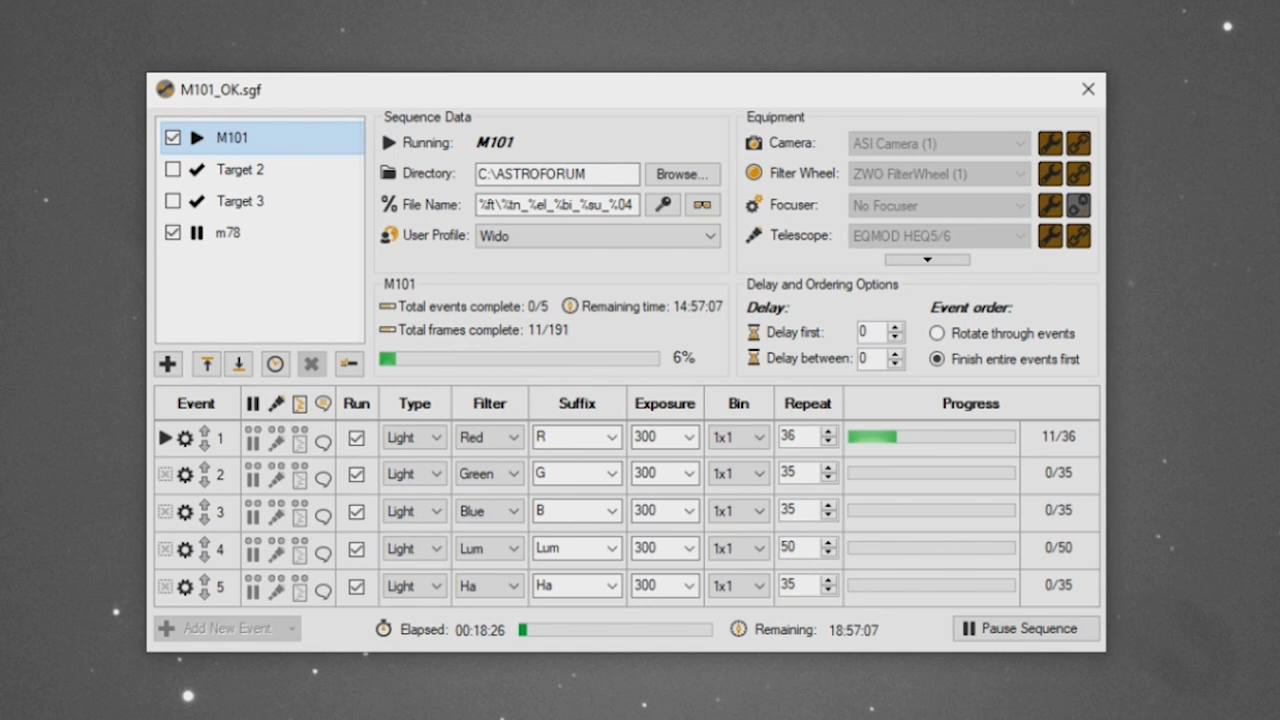 M101_OK.sgf
M101
Target 2
Target 3
m78
Sequence Data
Running: M101
Directory: C:\ASTROFORUM Browse...
% File Name: %ft\%tn_%el_%bi_%su_%04
User Profile: Wido
Equipment
Camera: ASI Camera (1)
Filter Wheel: ZWO FilterWheel (1)
Focuser: No Focuser
Telescope: EQMOD HEQ5/6
M101
Total events complete: 0/5 Remaining time: 14:57:07
Total frames complete: 11/191
6%
Delay and Ordering Options
Delay: Event order:
Delay first: 0 Rotate through events
Delay between: 0 Finish entire events first
Event Run Type Filter Suffix Exposure Bin Repeat Progress
1 Light Red R 300 1x1 36 11/36
2 Light Green G 300 1x1 35 0/35
3 Light Blue B 300 1x1 35 0/35
4 Light Lum Lum 300 1x1 50 0/50
5 Light Ha Ha 300 1x1 35 0/35
Add New Event Elapsed: 00:18:26 Remaining: 18:57:07 Pause Sequence